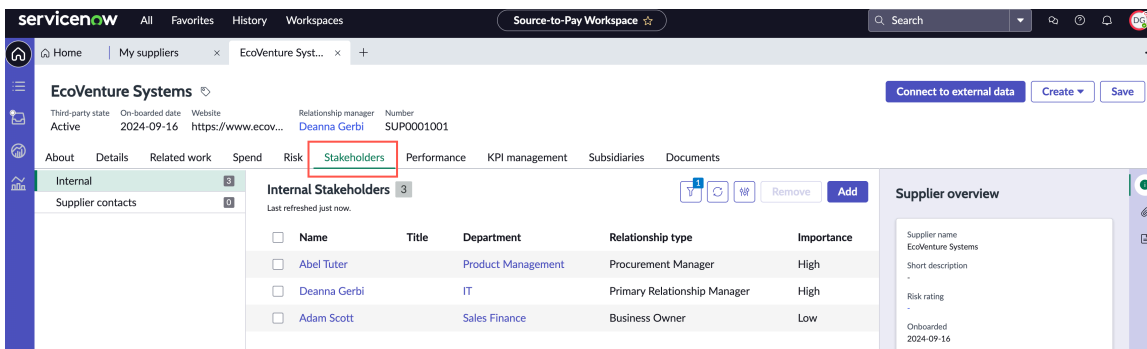 servicenow All Favorites History Workspaces Source-to-Pay Workspace Search DG
Home My suppliers EcoVenture Syst...
EcoVenture Systems Connect to external data Create Save
Third-party state On-boarded date Website Relationship manager Number
Active 2024-09-16 https://www.ecov... Deanna Gerbi SUP0001001
About Details Related work Spend Risk Stakeholders Performance KPI management Subsidiaries Documents
Internal 3
Supplier contacts 0
Internal Stakeholders 3
Last refreshed just now.
1
Remove Add
Name Title Department Relationship type Importance
Abel Tuter Product Management Procurement Manager High
Deanna Gerbi IT Primary Relationship Manager High
Adam Scott Sales Finance Business Owner Low
Supplier overview
Supplier name
EcoVenture Systems
Short description
-
Risk rating
-
Onboarded
2024-09-16